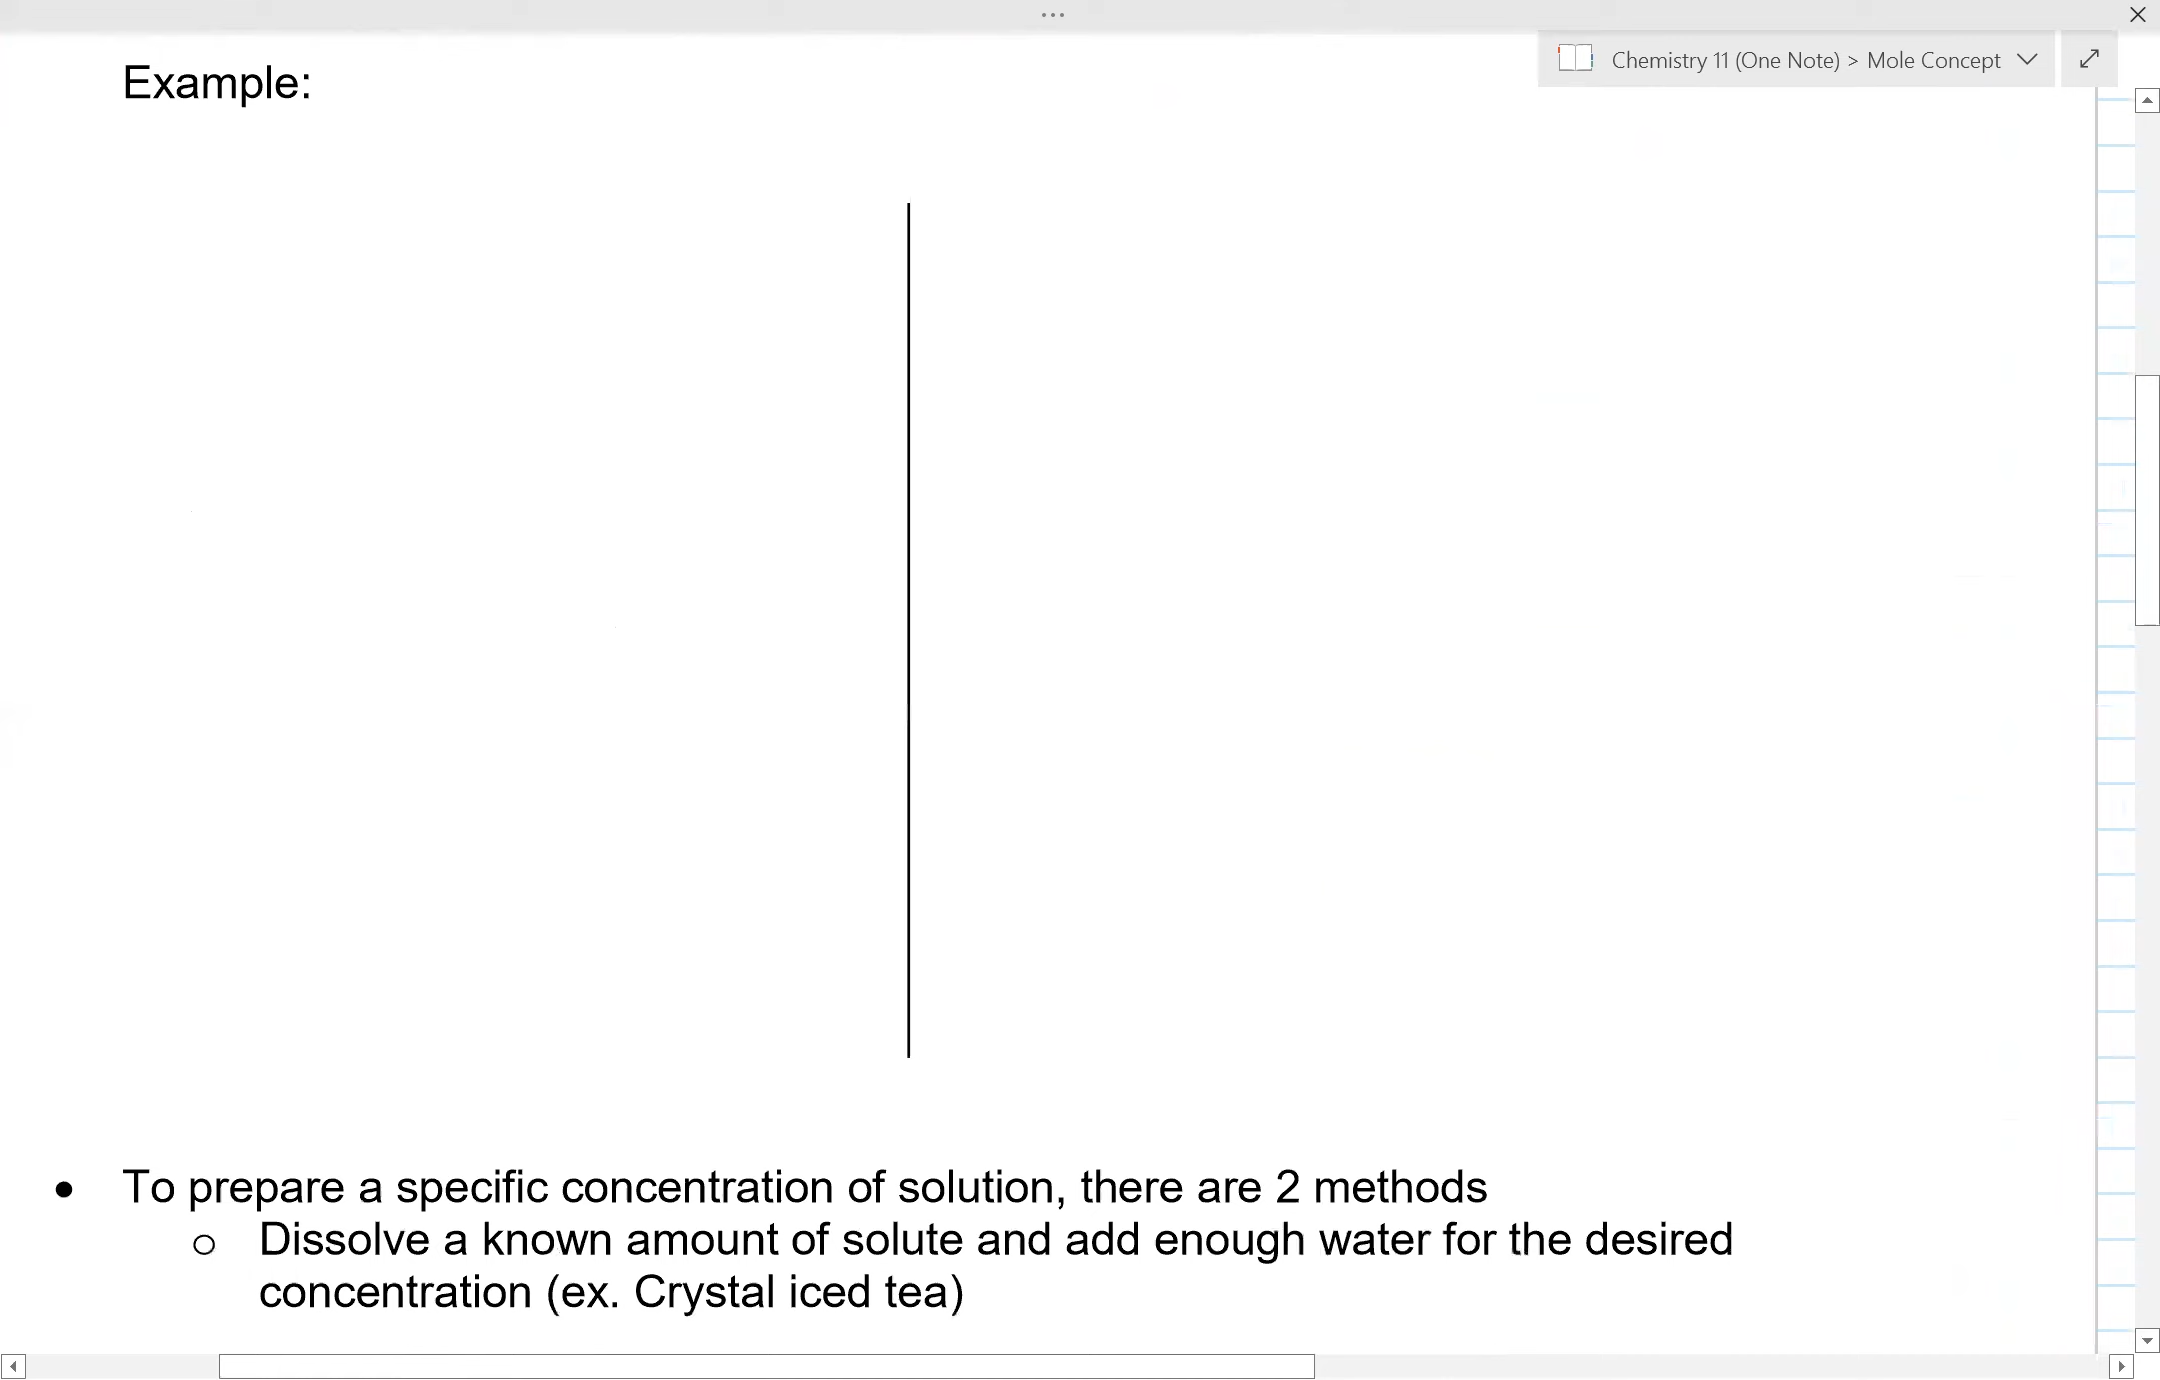 Chemistry 11 (One Note) > Mole Concept
Example:
• To prepare a specific concentration of solution, there are 2 methods
○ Dissolve a known amount of solute and add enough water for the desired
concentration (ex. Crystal iced tea)